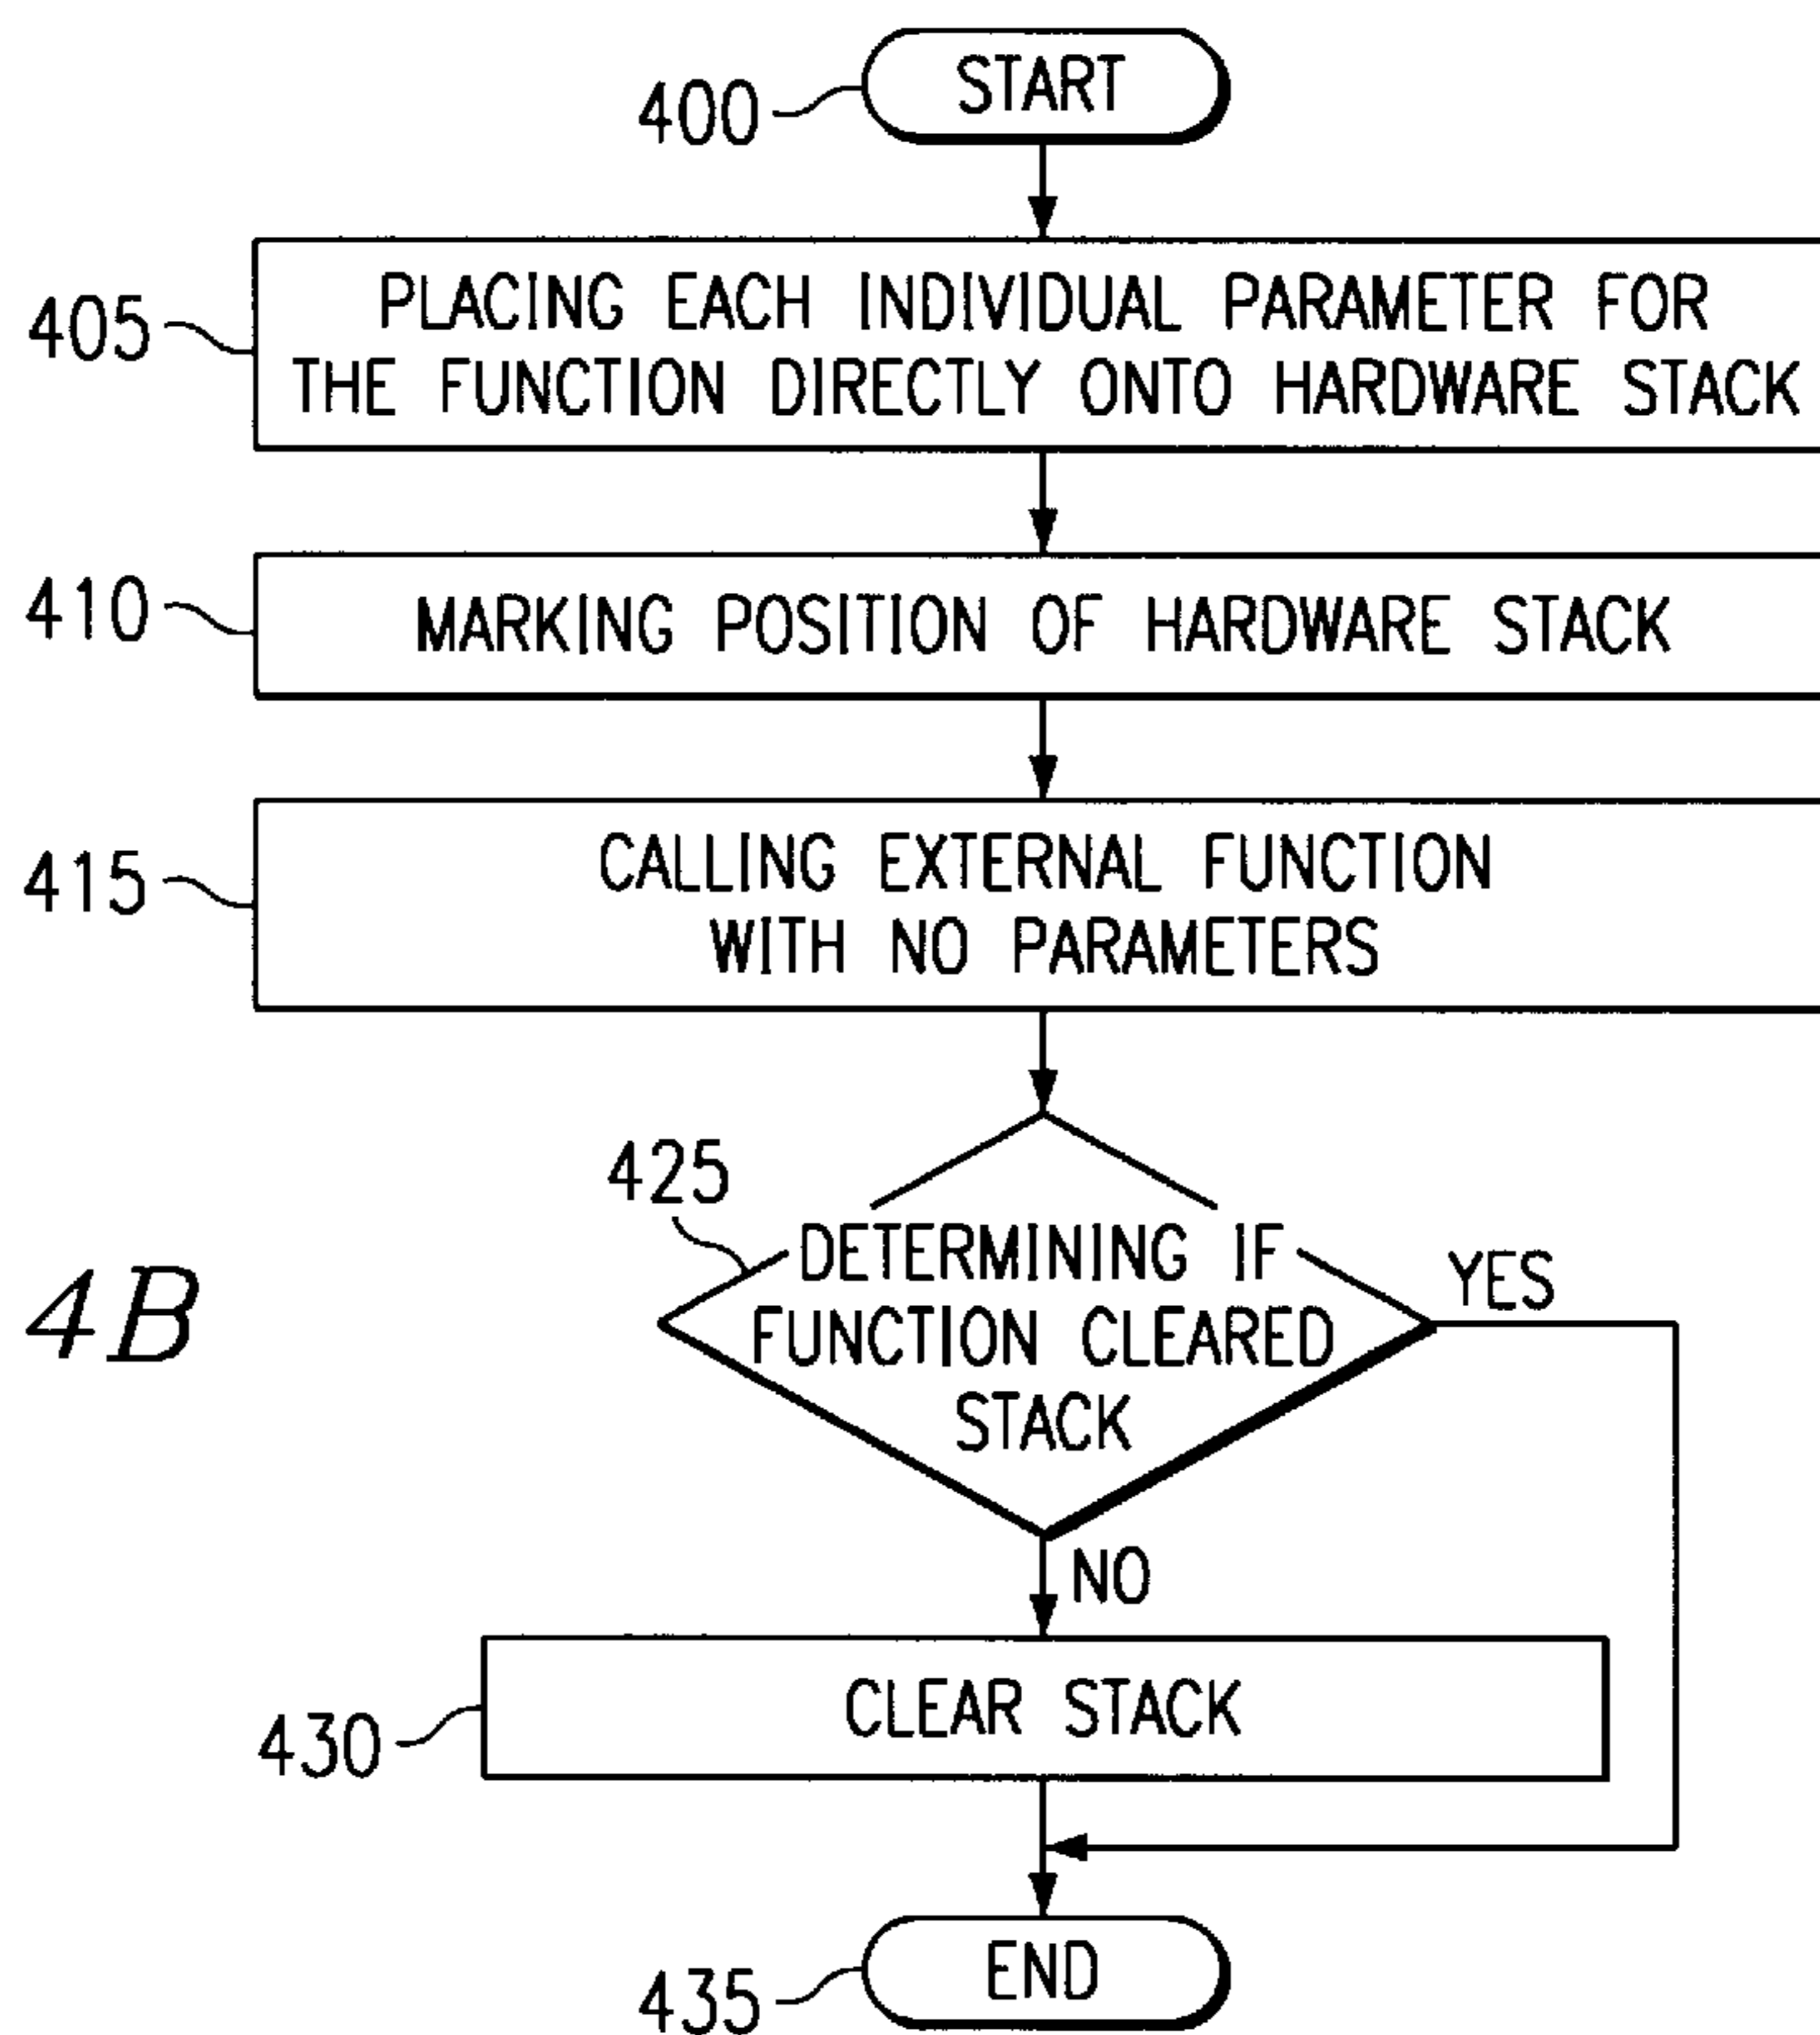 START
400
PLACING EACH INDIVIDUAL PARAMETER FOR
THE FUNCTION DIRECTLY ONTO HARDWARE STACK
405
MARKING POSITION OF HARDWARE STACK
410
CALLING EXTERNAL FUNCTION
WITH NO PARAMETERS
415
425
DETERMINING IF
FUNCTION CLEARED
STACK
YES
4B
NO
CLEAR STACK
430
END
435